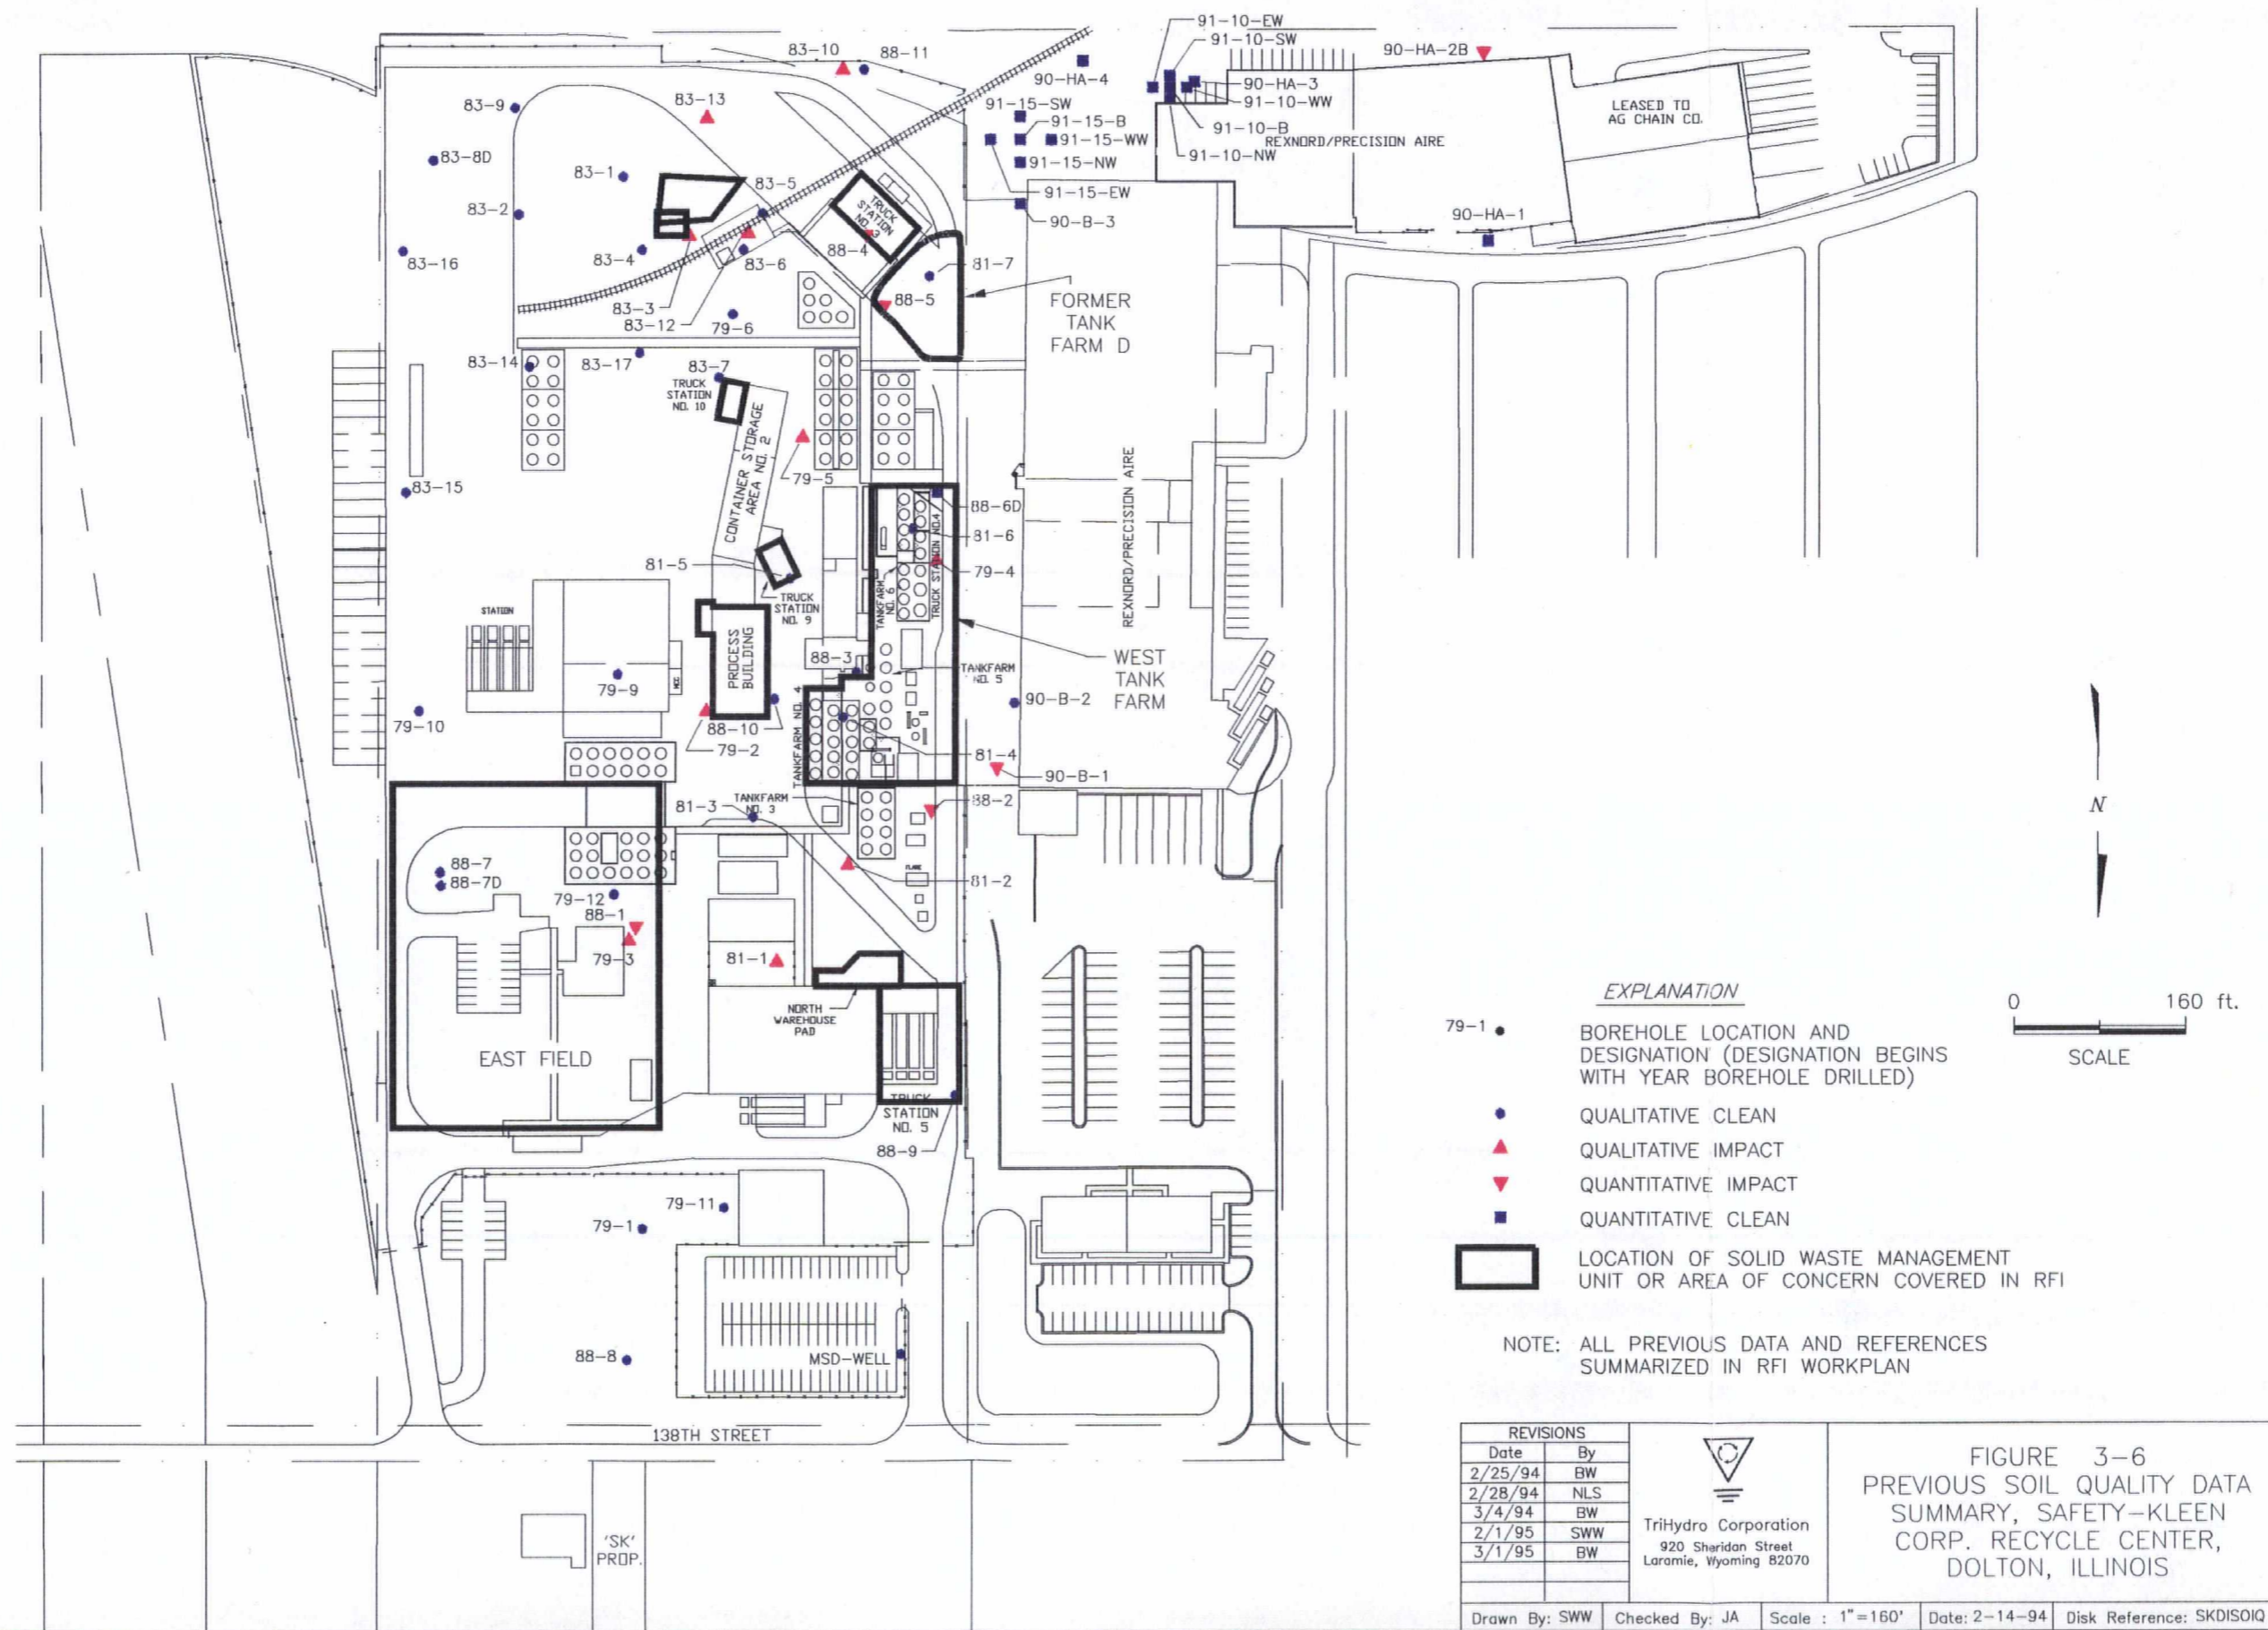 91-10-EW
91-10-SW
83-10
88-11
90-HA-4
90-HA-2B
90-HA-3
91-10-WW
83-9
83-13
91-15-SW
91-15-B
91-15-WW
91-15-NW
91-15-EW
91-10-B
91-10-NW
REXNORD/PRECISION AIRE
LEASED TO
AG CHAIN CO.
83-8D
83-1
83-5
83-2
TRUCK
STATION
NO. 3
90-B-3
90-HA-1
83-16
83-4
83-6
88-4
81-7
88-5
83-3
83-12
79-6
FORMER
TANK
FARM D
83-14
83-17
83-7
TRUCK
STATION
NO. 10
CONTAINER STORAGE
AREA NO. 2
79-5
83-15
REXNORD/PRECISION AIRE
88-6D
81-6
79-4
TANKFARM
NO. 6
TRUCK STATION NO.4
81-5
TRUCK
STATION
NO. 9
STATION
PROCESS
BUILDING
88-3
TANKFARM
NO. 5
WEST
TANK
FARM
79-9
MCC
79-10
88-10
79-2
TANKFARM NO. 4
90-B-2
81-4
90-B-1
81-3
TANKFARM
NO. 3
88-2
88-7
88-7D
FLARE
81-2
79-12
88-1
79-3
81-1
NORTH
WAREHOUSE
PAD
EAST FIELD
TRUCK
STATION
NO. 5
88-9
79-11
79-1
88-8
MSD-WELL
138TH STREET
'SK'
PROP.
N
0 160 ft.
SCALE
EXPLANATION
79-1
BOREHOLE LOCATION AND
DESIGNATION (DESIGNATION BEGINS
WITH YEAR BOREHOLE DRILLED)
QUALITATIVE CLEAN
QUALITATIVE IMPACT
QUANTITATIVE IMPACT
QUANTITATIVE CLEAN
LOCATION OF SOLID WASTE MANAGEMENT
UNIT OR AREA OF CONCERN COVERED IN RFI
NOTE: ALL PREVIOUS DATA AND REFERENCES
SUMMARIZED IN RFI WORKPLAN
REVISIONS
Date By
2/25/94 BW
2/28/94 NLS
3/4/94 BW
2/1/95 SWW
3/1/95 BW
TriHydro Corporation
920 Sheridan Street
Laramie, Wyoming 82070
FIGURE 3-6
PREVIOUS SOIL QUALITY DATA
SUMMARY, SAFETY-KLEEN
CORP. RECYCLE CENTER,
DOLTON, ILLINOIS
Drawn By: SWW
Checked By: JA
Scale : 1"=160'
Date: 2-14-94
Disk Reference: SKDISOIQ